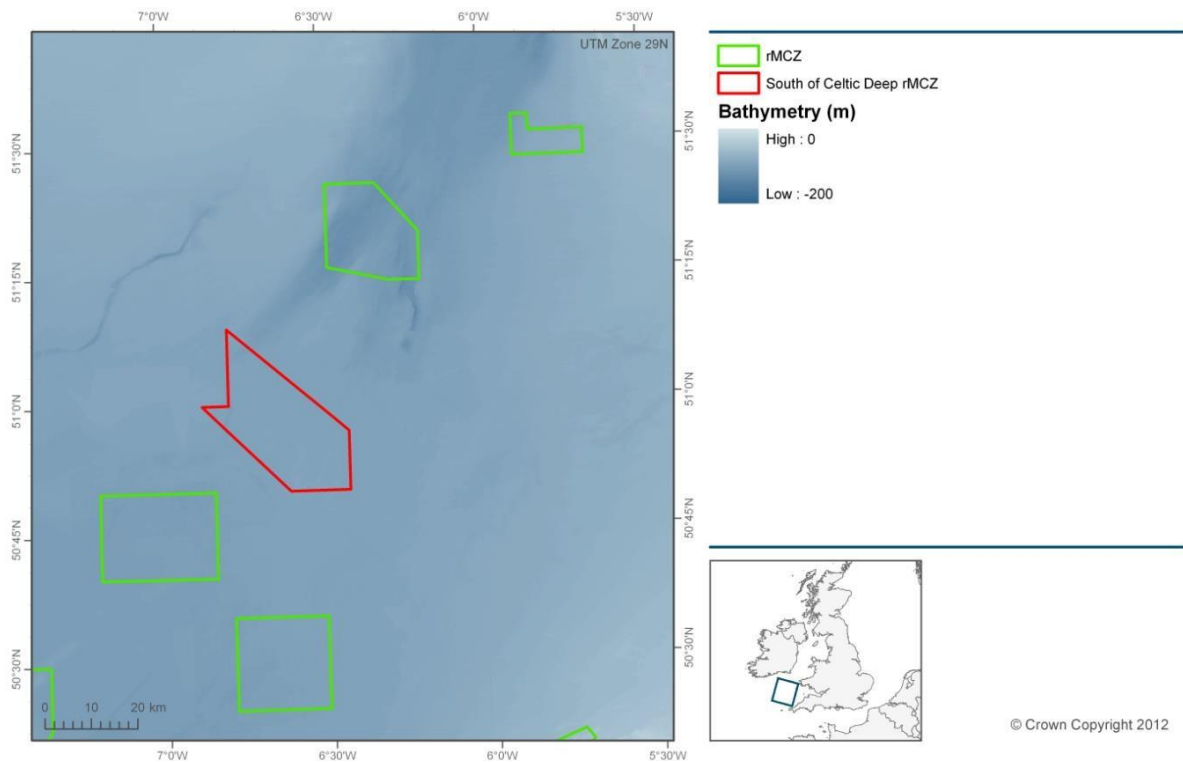 7°0'W 6°30'W 6°0'W 5°30'W
UTM Zone 29N
51°30'N
51°15'N
51°0'N
50°45'N
50°30'N
51°30'N
51°15'N
51°0'N
50°45'N
50°30'N
0 10 20 km
7°0'W 6°30'W 6°0'W 5°30'W
rMCZ
South of Celtic Deep rMCZ
Bathymetry (m)
High : 0
Low : -200
© Crown Copyright 2012